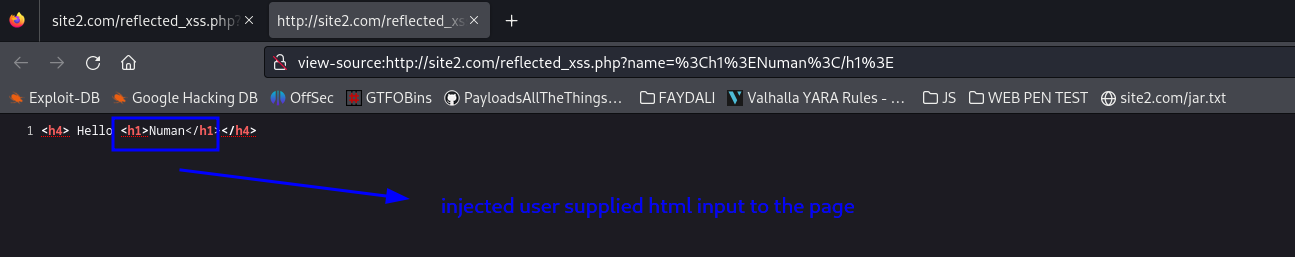 site2.com/reflected_xss.php?
http://site2.com/reflected_xs
view-source:http://site2.com/reflected_xss.php?name=%3Ch1%3ENuman%3C/h1%3E
Exploit-DB Google Hacking DB OffSec GTFOBins PayloadsAllTheThings… FAYDALI Valhalla YARA Rules - … JS WEB PEN TEST site2.com/jar.txt
1 <h4> Hello <h1>Numan</h1></h4>
injected user supplied html input to the page